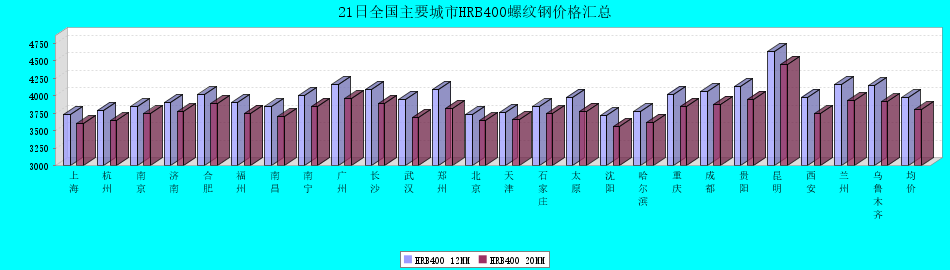 21日全国主要城市HRB400螺纹钢价格汇总
4750
4500
4250
4000
3750
3500
3250
3000
上海
杭州
南京
济南
合肥
福州
南昌
南宁
广州
长沙
武汉
郑州
北京
天津
石家庄
太原
沈阳
哈尔滨
重庆
成都
贵阳
昆明
西安
兰州
乌鲁木齐
均价
HRB400 12MM
HRB400 20MM